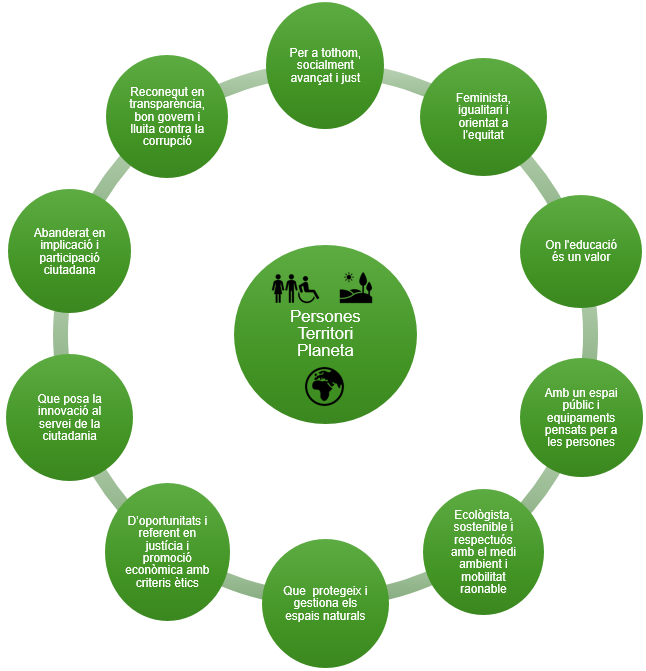 Per a tothom,
socialment
avançat i just
Feminista,
igualitari i
orientat a
l'equitat
On l'educació
és un valor
Amb un espai
públic i
equipaments
pensats per a
les persones
Ecològista,
sostenible i
respectuós
amb el medi
ambient i
mobilitat
raonable
Que protegeix i
gestiona els
espais naturals
D'oportunitats i
referent en
justícia i
promoció
econòmica amb
criteris ètics
Que posa la
innovació al
servei de la
ciutadania
Abanderat en
implicació i
participació
ciutadana
Reconegut en
transparència,
bon govern i
lluita contra la
corrupció
Persones
Territori
Planeta